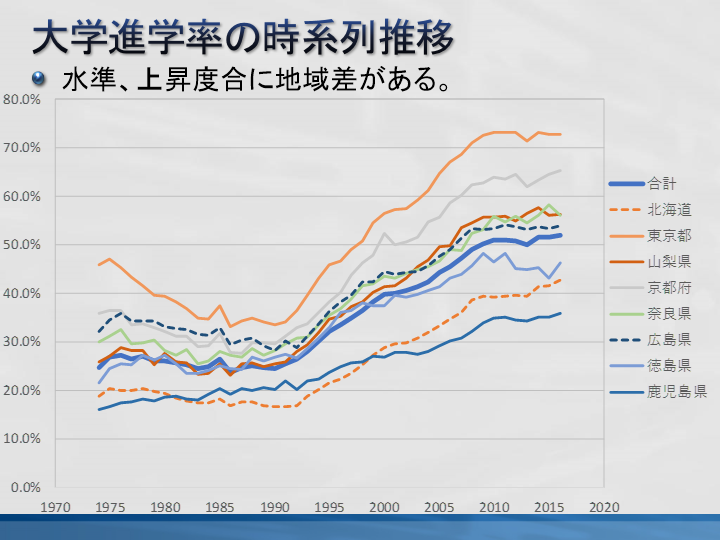 大学進学率の時系列推移
水準、上昇度合に地域差がある。
80.0%
70.0%
60.0%
50.0%
40.0%
30.0%
20.0%
10.0%
0.0%
1970 1975 1980 1985 1990 1995 2000 2005 2010 2015 2020
合計
北海道
東京都
山梨県
京都府
奈良県
広島県
徳島県
鹿児島県